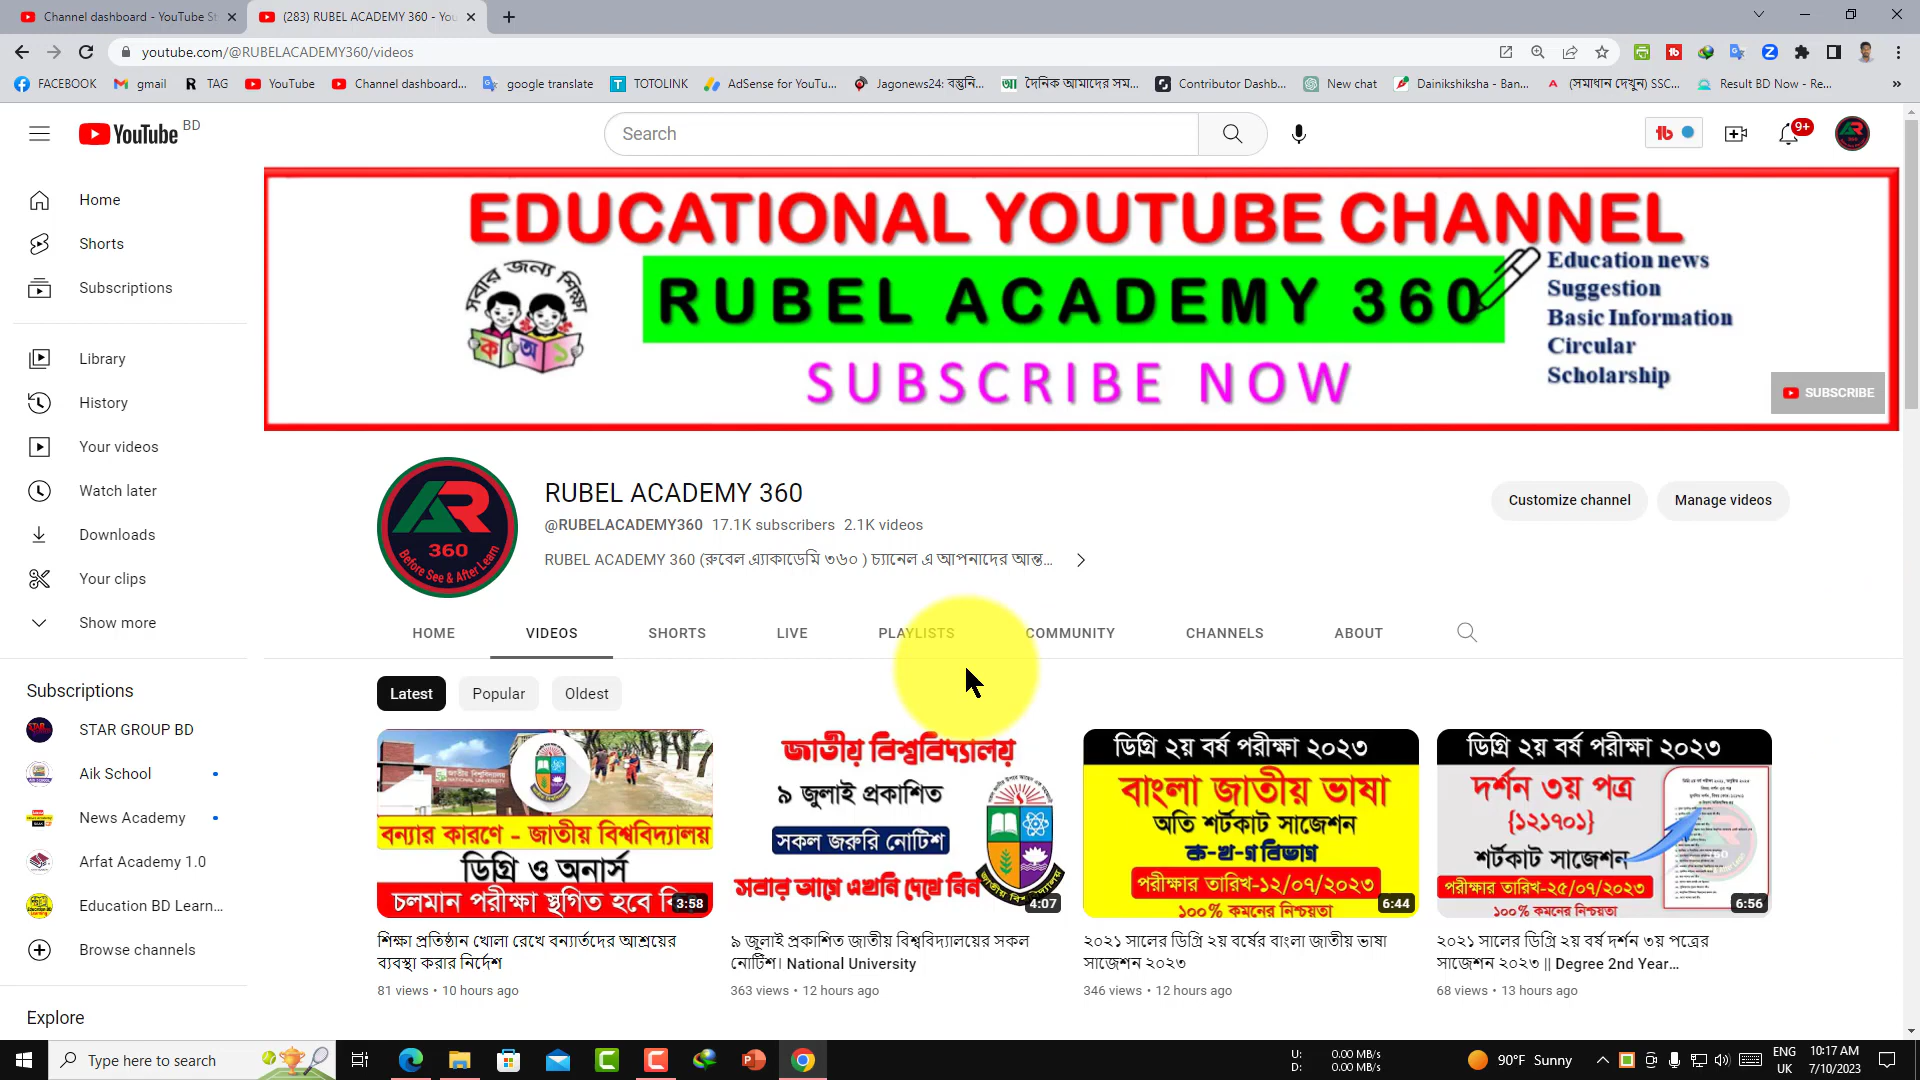 Channel dashboard - YouTube St
(283) RUBEL ACADEMY 360 - You
youtube.com/@RUBELACADEMY360/videos
FACEBOOK
gmail
TAG
YouTube
Channel dashboard...
google translate
TOTOLINK
AdSense for YouTu...
Jagonews24: বস্তুনি...
দৈনিক আমাদের সম...
Contributor Dashb...
New chat
Dainikshiksha - Ban...
(সমাধান দেখুন) SSC...
Result BD Now - Re...
YouTube BD
Search
9+
Home
Shorts
Subscriptions
Library
History
Your videos
Watch later
Downloads
Your clips
Show more
Subscriptions
STAR GROUP BD
Aik School
News Academy
Arfat Academy 1.0
Education BD Learn...
Browse channels
Explore
EDUCATIONAL YOUTUBE CHANNEL
সবার জন্য শিক্ষা
ক অ ১
RUBEL ACADEMY 360
SUBSCRIBE NOW
Education news
Suggestion
Basic Information
Circular
Scholarship
SUBSCRIBE
AR
360
Before See & After Learn
RUBEL ACADEMY 360
@RUBELACADEMY360 17.1K subscribers 2.1K videos
RUBEL ACADEMY 360 (রুবেল এ্যাকাডেমি ৩৬০ ) চ্যানেল এ আপনাদের আন্ত...
Customize channel
Manage videos
HOME
VIDEOS
SHORTS
LIVE
PLAYLISTS
COMMUNITY
CHANNELS
ABOUT
Latest
Popular
Oldest
বন্যার কারণে - জাতীয় বিশ্ববিদ্যালয়
ডিগ্রি ও অনার্স
চলমান পরীক্ষা স্থগিত হবে
3:58
শিক্ষা প্রতিষ্ঠান খোলা রেখে বন্যার্তদের আশ্রয়ের
ব্যবস্থা করার নির্দেশ
81 views • 10 hours ago
জাতীয় বিশ্ববিদ্যালয়
৯ জুলাই প্রকাশিত
সকল জরুরি নোটিশ
সবার আগে এখনি দেখে নিন
4:07
৯ জুলাই প্রকাশিত জাতীয় বিশ্ববিদ্যালয়ের সকল
নোটিশ। National University
363 views • 12 hours ago
ডিগ্রি ২য় বর্ষ পরীক্ষা ২০২৩
বাংলা জাতীয় ভাষা
অতি শর্টকাট সাজেশন
ক-খ-গ বিভাগ
পরীক্ষার তারিখ-১২/০৭/২০২৩
১০০% কমনের নিশ্চয়তা
6:44
২০২১ সালের ডিগ্রি ২য় বর্ষের বাংলা জাতীয় ভাষা
সাজেশন ২০২৩
346 views • 12 hours ago
ডিগ্রি ২য় বর্ষ পরীক্ষা ২০২৩
দর্শন ৩য় পত্র
{১২১৭০১}
শর্টকাট সাজেশন
পরীক্ষার তারিখ-২৫/০৭/২০২৩
১০০% কমনের নিশ্চয়তা
6:56
২০২১ সালের ডিগ্রি ২য় বর্ষ দর্শন ৩য় পত্রের
সাজেশন ২০২৩ || Degree 2nd Year...
68 views • 13 hours ago
Type here to search
U: 0.00 MB/s
D: 0.00 MB/s
90°F Sunny
ENG
UK
10:17 AM
7/10/2023